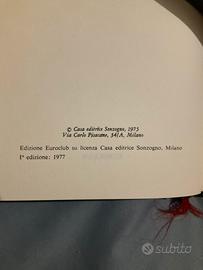 © Casa editrice Sonzogno, 1975
Via Carlo Pisacane, 34/A, Milano
Edizione Euroclub su licenza Casa editrice Sonzogno, Milano
Iª edizione: 1977
subito